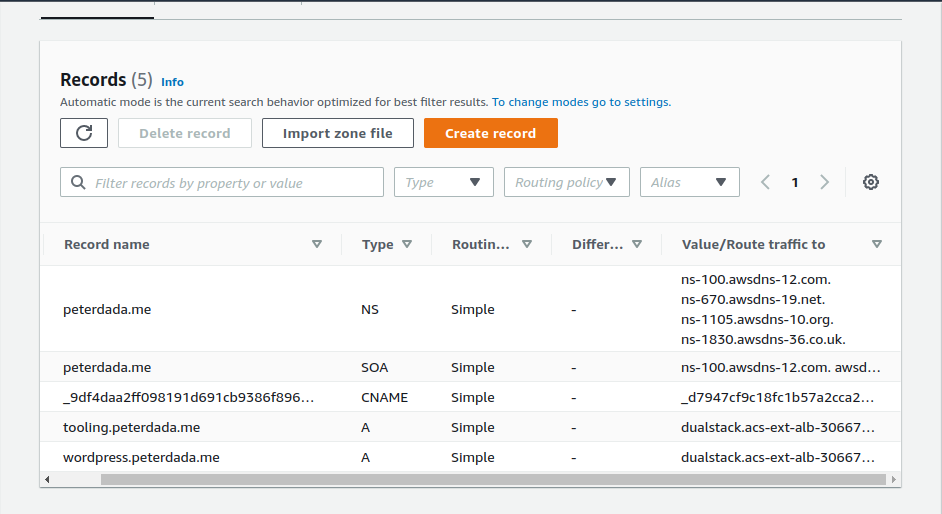 Records (5) Info
Automatic mode is the current search behavior optimized for best filter results. To change modes go to settings.
Delete record Import zone file Create record
Filter records by property or value Type Routing policy Alias 1
Record name Type Routin... Differ... Value/Route traffic to
ns-100.awsdns-12.com.
ns-670.awsdns-19.net.
peterdada.me NS Simple -
ns-1105.awsdns-10.org.
ns-1830.awsdns-36.co.uk.
peterdada.me SOA Simple - ns-100.awsdns-12.com. awsd...
_9df4daa2ff098191d691cb9386f896... CNAME Simple - _d7947cf9c18fc1b57a2cca2...
tooling.peterdada.me A Simple - dualstack.acs-ext-alb-30667...
wordpress.peterdada.me A Simple - dualstack.acs-ext-alb-30667...